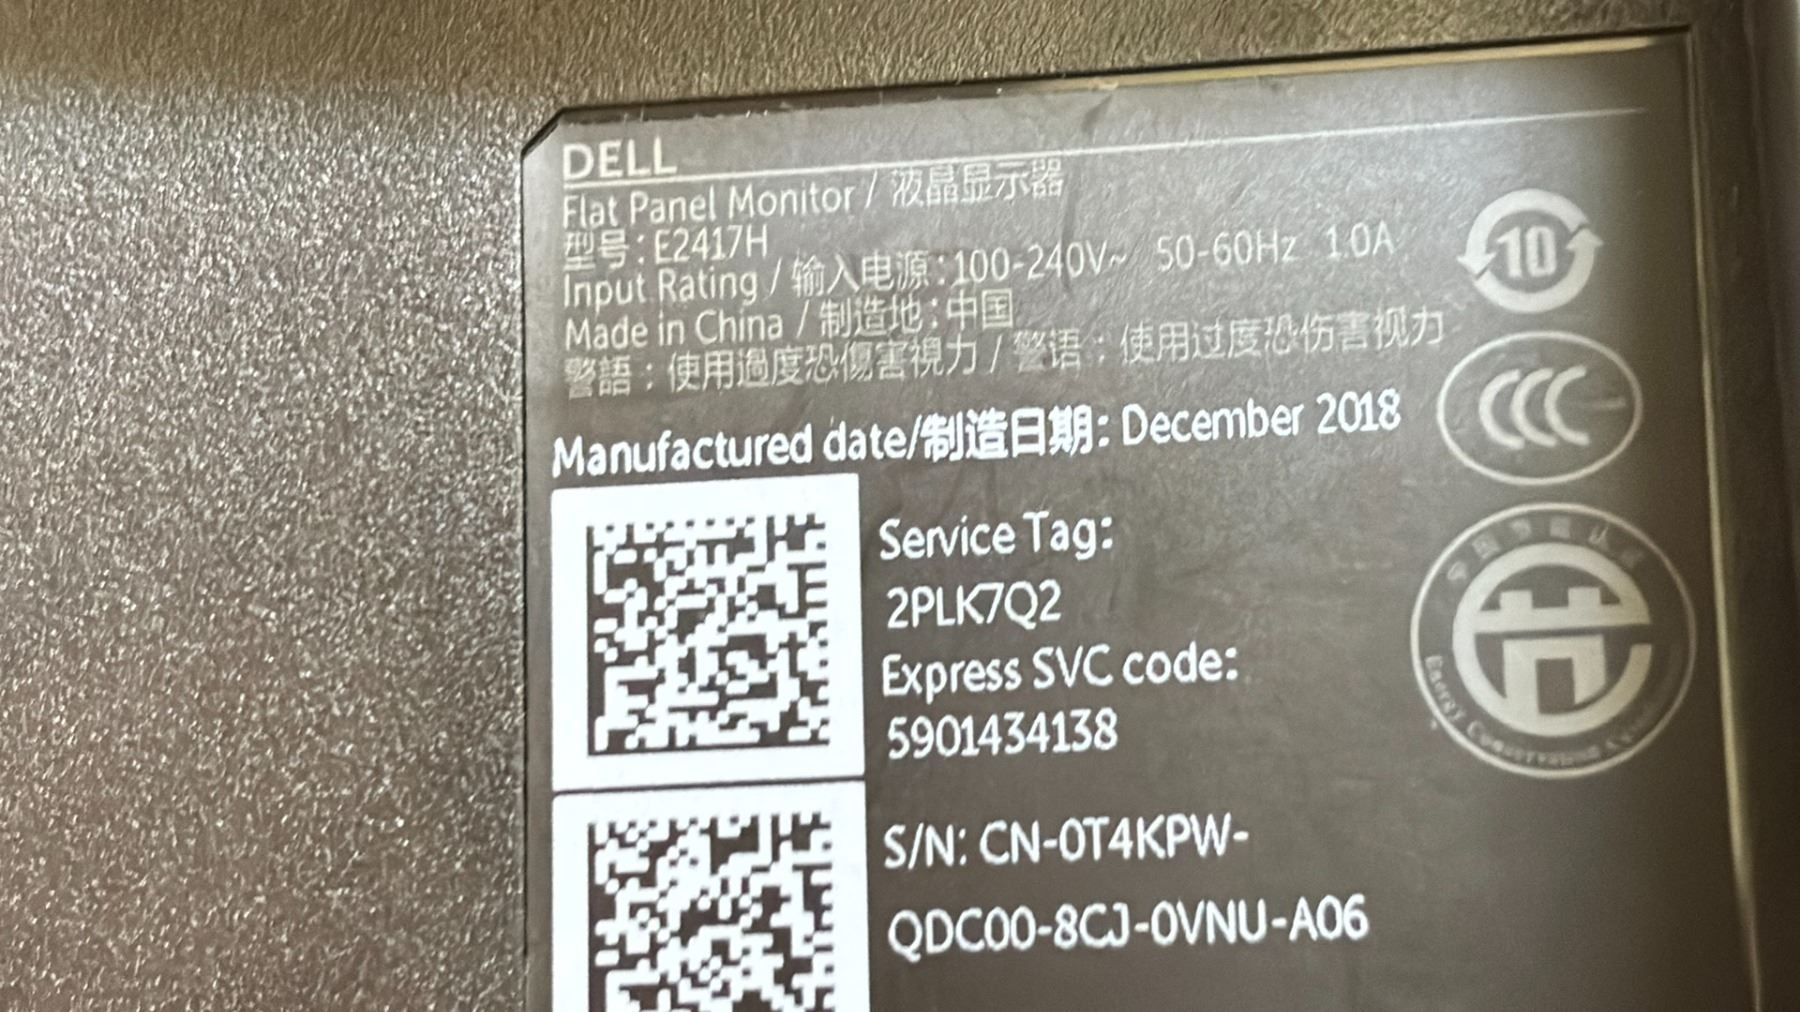 DELL
Flat Panel Monitor / 液晶显示器
型号: E2417H
Input Rating / 输入电源:100-240V~ 50-60Hz 1.0A
Made in China / 制造地:中国
警語:使用過度恐傷害視力 / 警语:使用过度恐伤害视力
Manufactured date/制造日期: December 2018
Service Tag:
2PLK7Q2
Express SVC code:
5901434138
S/N: CN-0T4KPW-
QDC00-8CJ-0VNU-A06
10
CCC
节
Energy Conservation